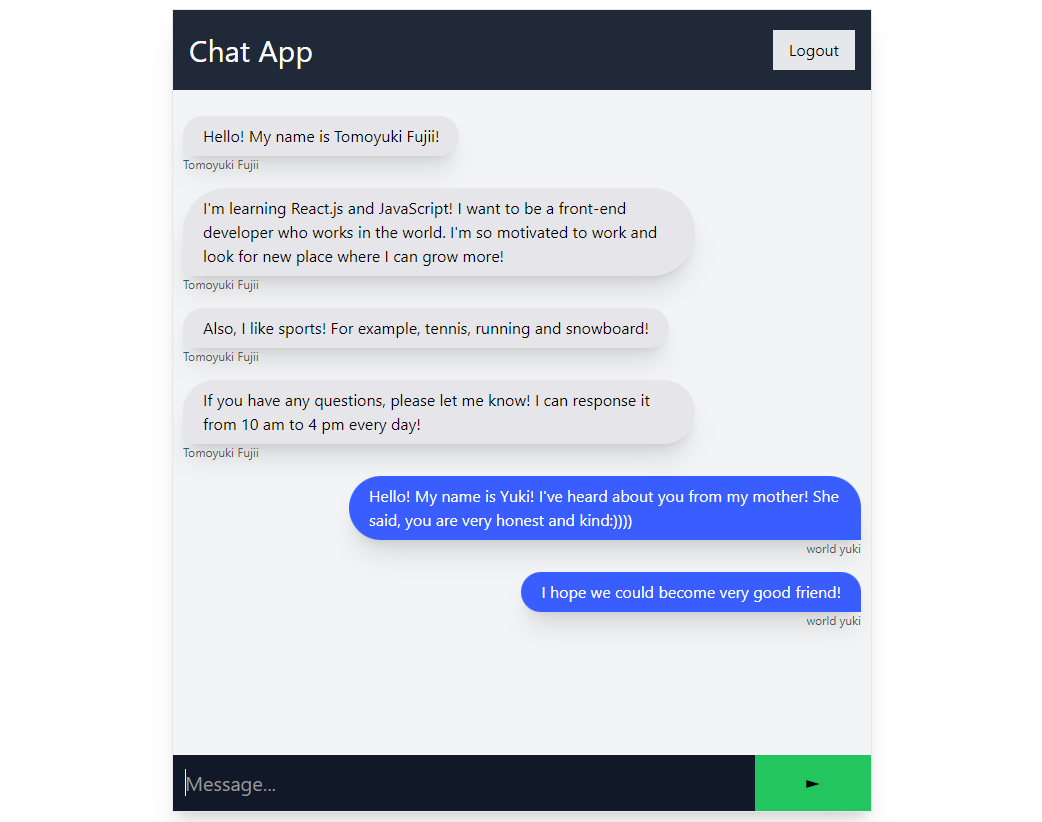 Chat App
Logout
Hello! My name is Tomoyuki Fujii!
Tomoyuki Fujii
I'm learning React.js and JavaScript! I want to be a front-end
developer who works in the world. I'm so motivated to work and
look for new place where I can grow more!
Tomoyuki Fujii
Also, I like sports! For example, tennis, running and snowboard!
Tomoyuki Fujii
If you have any questions, please let me know! I can response it
from 10 am to 4 pm every day!
Tomoyuki Fujii
Hello! My name is Yuki! I've heard about you from my mother! She
said, you are very honest and kind:))))
world yuki
I hope we could become very good friend!
world yuki
Message...